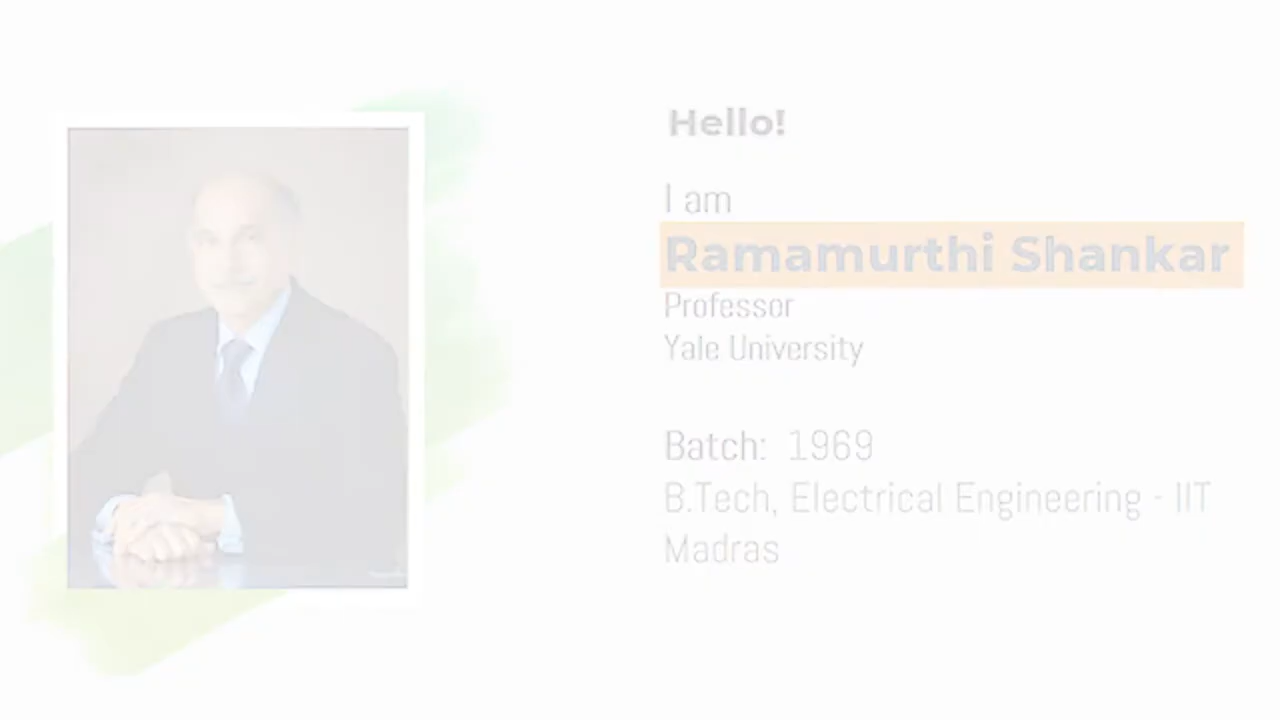 Hello!
I am
Ramamurthi Shankar
Professor
Yale University
Batch: 1969
B.Tech, Electrical Engineering - IIT
Madras